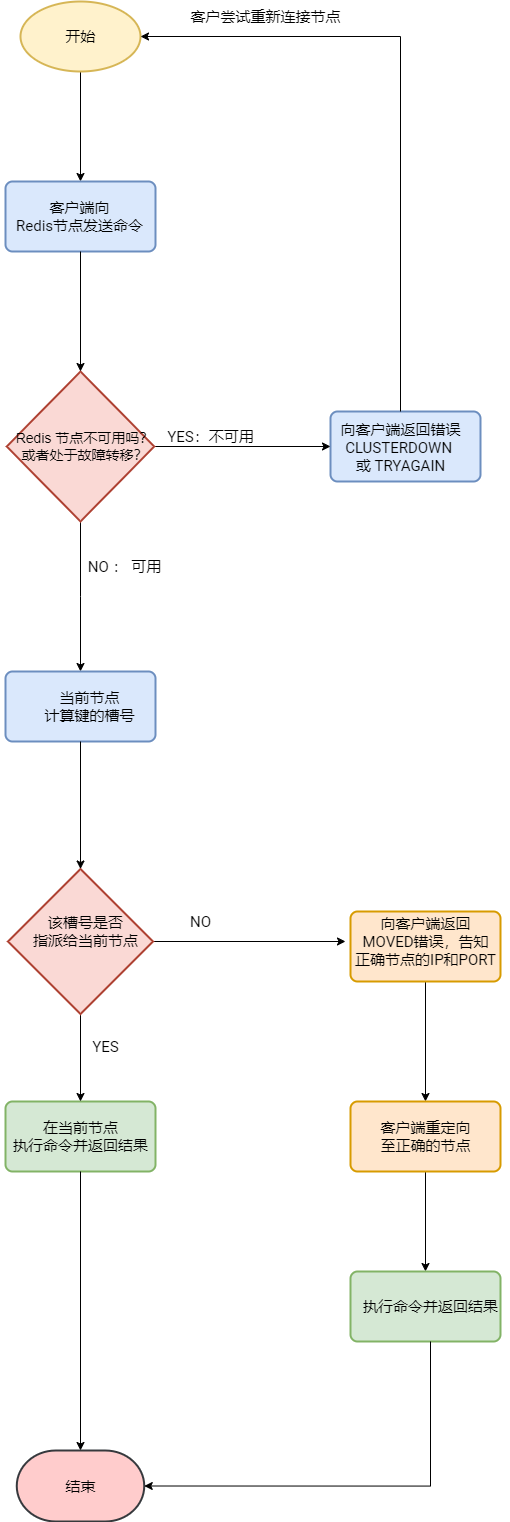 客户尝试重新连接节点
开始
客户端向
Redis节点发送命令
Redis 节点不可用吗？
或者处于故障转移？
YES：不可用
向客户端返回错误
CLUSTERDOWN
或 TRYAGAIN
NO： 可用
当前节点
计算键的槽号
该槽号是否
指派给当前节点
NO
向客户端返回
MOVED错误，告知
正确节点的IP和PORT
YES
在当前节点
执行命令并返回结果
客户端重定向
至正确的节点
执行命令并返回结果
结束